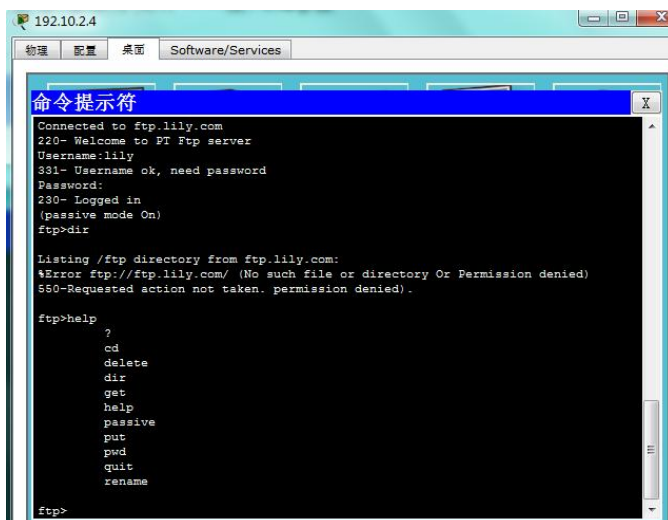 192.10.2.4
物理 配置 桌面 Software/Services
命令提示符 X
Connected to ftp.lily.com
220- Welcome to PT Ftp server
Username:lily
331- Username ok, need password
Password:
230- Logged in
(passive mode On)
ftp>dir
Listing /ftp directory from ftp.lily.com:
%Error ftp://ftp.lily.com/ (No such file or directory Or Permission denied)
550-Requested action not taken. permission denied).
ftp>help
?
cd
delete
dir
get
help
passive
put
pwd
quit
rename
ftp>